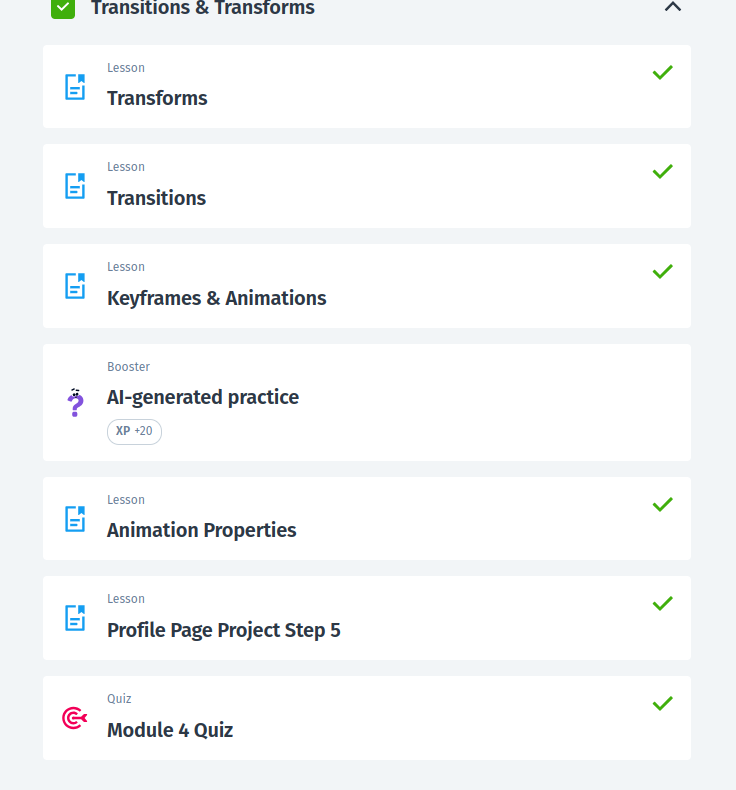 Transitions & Transforms
Lesson
Transforms
Lesson
Transitions
Lesson
Keyframes & Animations
Booster
AI-generated practice
XP +20
Lesson
Animation Properties
Lesson
Profile Page Project Step 5
Quiz
Module 4 Quiz